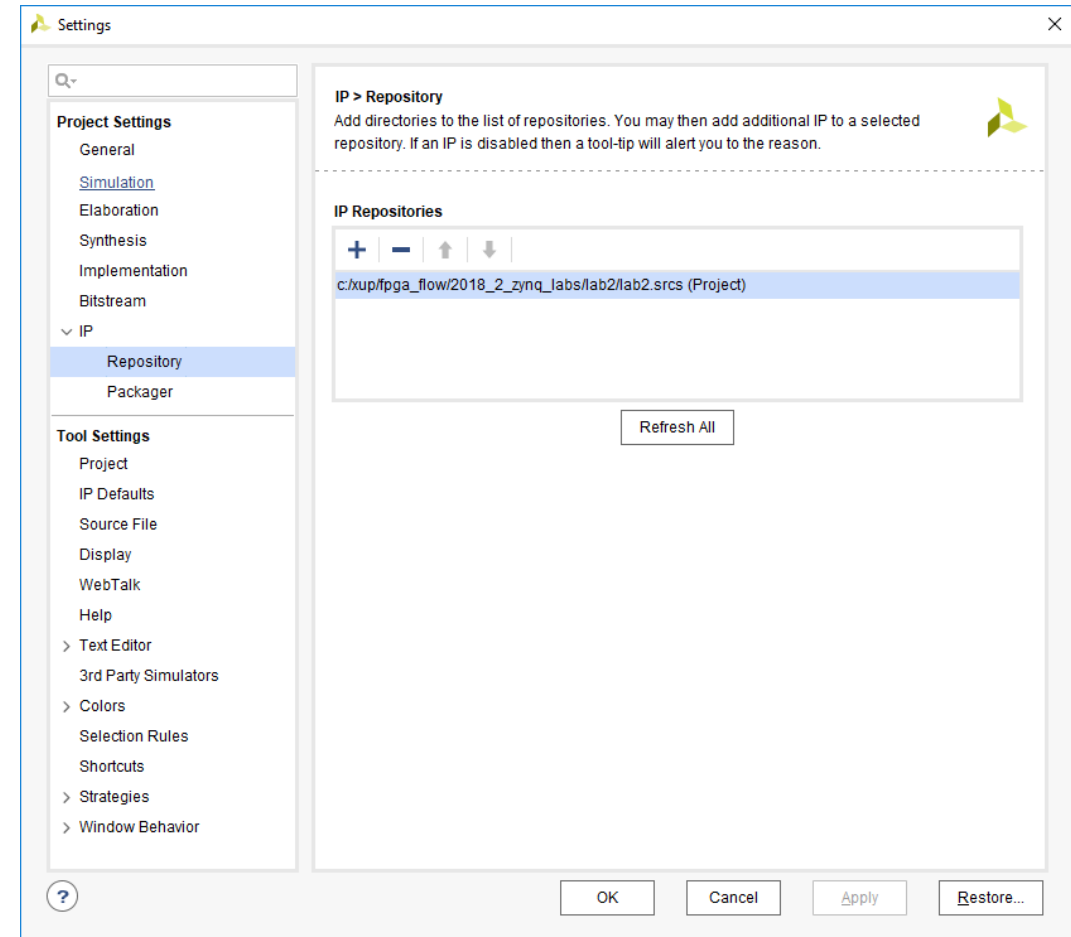 Settings
Project Settings
General
Simulation
Elaboration
Synthesis
Implementation
Bitstream
IP
Repository
Packager
Tool Settings
Project
IP Defaults
Source File
Display
WebTalk
Help
Text Editor
3rd Party Simulators
Colors
Selection Rules
Shortcuts
Strategies
Window Behavior
IP > Repository
Add directories to the list of repositories. You may then add additional IP to a selected
repository. If an IP is disabled then a tool-tip will alert you to the reason.
IP Repositories
c:/xup/fpga_flow/2018_2_zynq_labs/lab2/lab2.srcs (Project)
Refresh All
?
OK
Cancel
Apply
Restore...